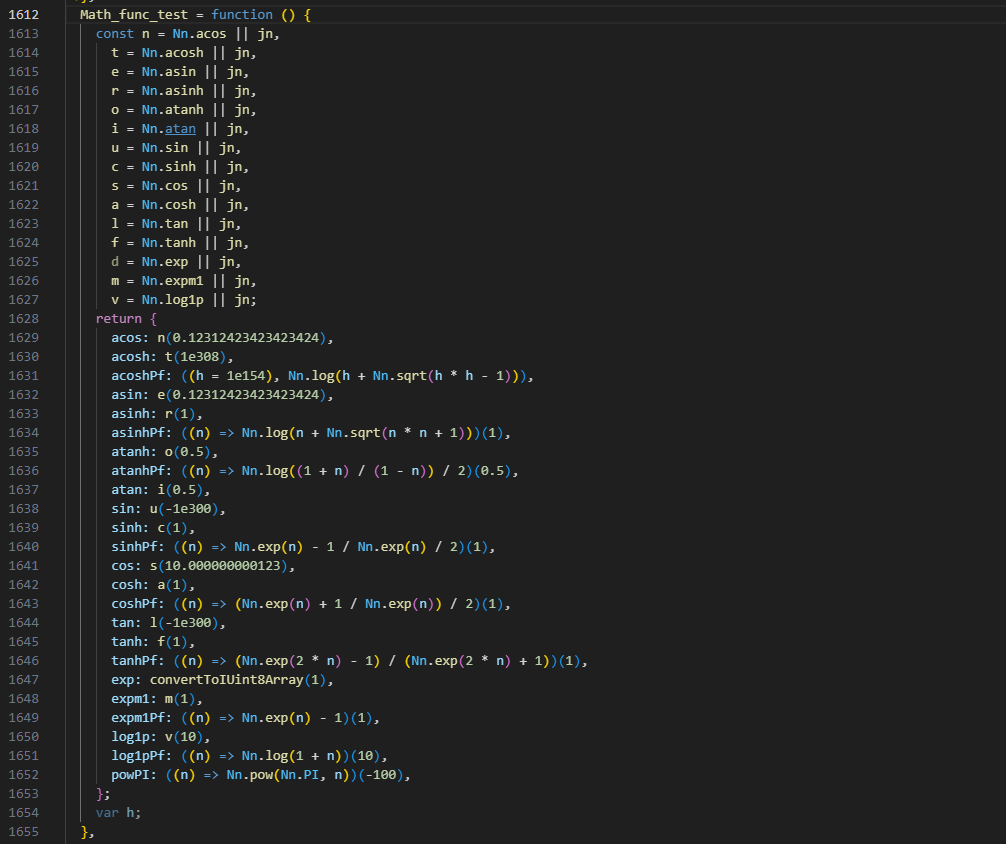 1612 Math_func_test = function () {
1613 const n = Nn.acos || jn,
1614 t = Nn.acosh || jn,
1615 e = Nn.asin || jn,
1616 r = Nn.asinh || jn,
1617 o = Nn.atanh || jn,
1618 i = Nn.atan || jn,
1619 u = Nn.sin || jn,
1620 c = Nn.sinh || jn,
1621 s = Nn.cos || jn,
1622 a = Nn.cosh || jn,
1623 l = Nn.tan || jn,
1624 f = Nn.tanh || jn,
1625 d = Nn.exp || jn,
1626 m = Nn.expm1 || jn,
1627 v = Nn.log1p || jn;
1628 return {
1629 acos: n(0.12312423423423424),
1630 acosh: t(1e308),
1631 acoshPf: ((h = 1e154), Nn.log(h + Nn.sqrt(h * h - 1))),
1632 asin: e(0.12312423423423424),
1633 asinh: r(1),
1634 asinhPf: ((n) => Nn.log(n + Nn.sqrt(n * n + 1)))(1),
1635 atanh: o(0.5),
1636 atanhPf: ((n) => Nn.log((1 + n) / (1 - n)) / 2)(0.5),
1637 atan: i(0.5),
1638 sin: u(-1e300),
1639 sinh: c(1),
1640 sinhPf: ((n) => Nn.exp(n) - 1 / Nn.exp(n) / 2)(1),
1641 cos: s(10.000000000123),
1642 cosh: a(1),
1643 coshPf: ((n) => (Nn.exp(n) + 1 / Nn.exp(n)) / 2)(1),
1644 tan: l(-1e300),
1645 tanh: f(1),
1646 tanhPf: ((n) => (Nn.exp(2 * n) - 1) / (Nn.exp(2 * n) + 1))(1),
1647 exp: convertToIUint8Array(1),
1648 expm1: m(1),
1649 expm1Pf: ((n) => Nn.exp(n) - 1)(1),
1650 log1p: v(10),
1651 log1pPf: ((n) => Nn.log(1 + n))(10),
1652 powPI: ((n) => Nn.pow(Nn.PI, n))(-100),
1653 };
1654 var h;
1655 },